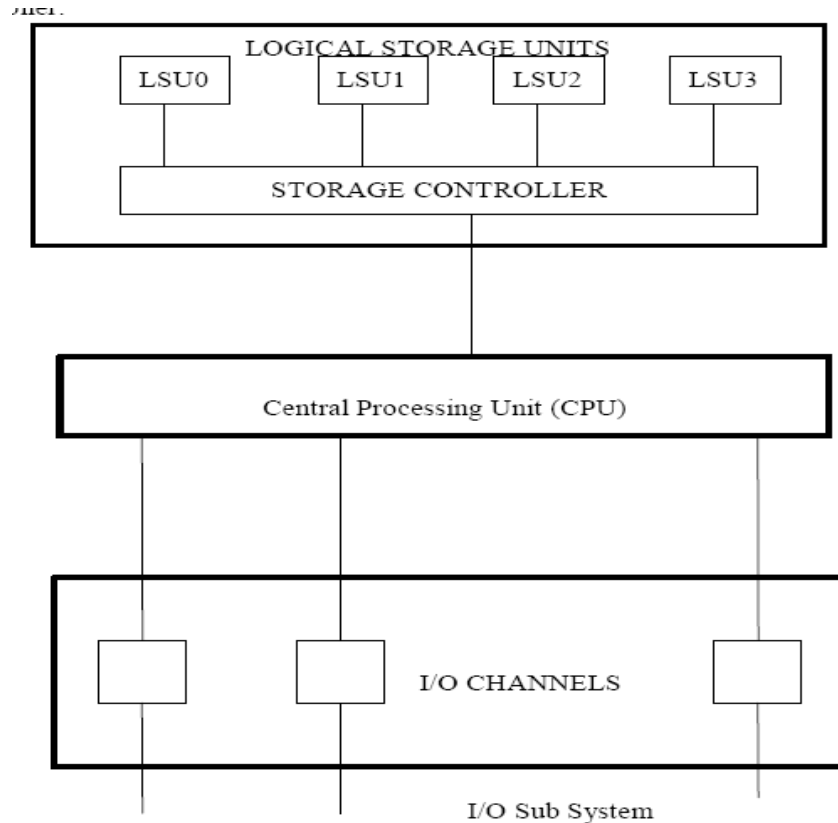 LOGICAL STORAGE UNITS
LSU0 LSU1 LSU2 LSU3
STORAGE CONTROLLER
Central Processing Unit (CPU)
I/O CHANNELS
I/O Sub System